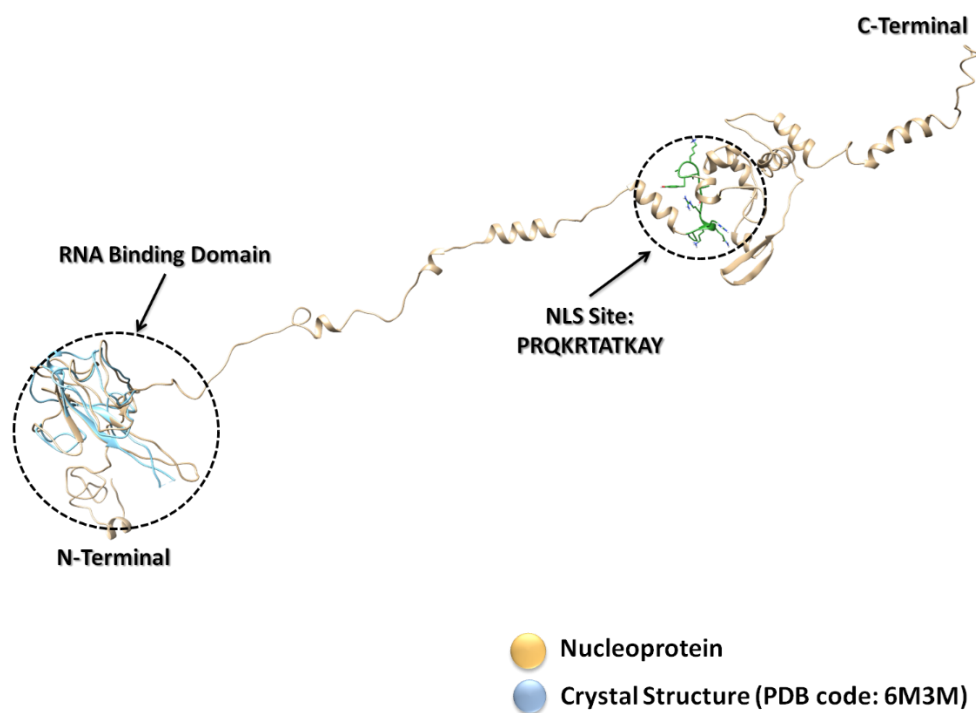 C-Terminal
RNA Binding Domain
NLS Site:
PRQKRTATKAY
N-Terminal
Nucleoprotein
Crystal Structure (PDB code: 6M3M)